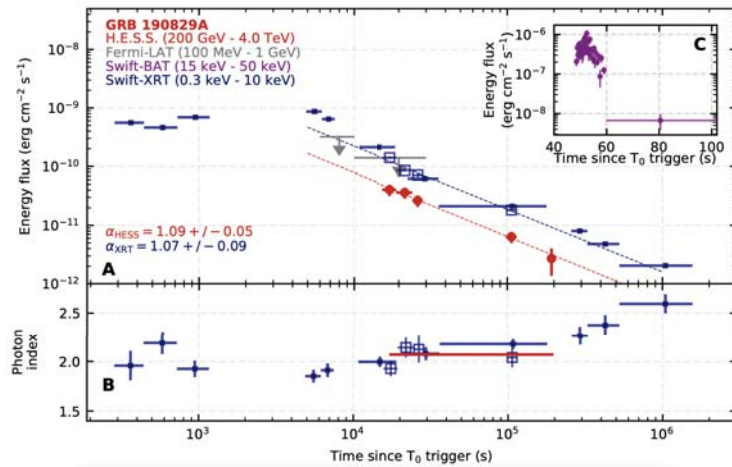 GRB 190829A
H.E.S.S. (200 GeV - 4.0 TeV)
Fermi-LAT (100 MeV - 1 GeV)
Swift-BAT (15 keV - 50 keV)
Swift-XRT (0.3 keV - 10 keV)
10⁻⁸
10⁻⁹
10⁻¹⁰
10⁻¹¹
10⁻¹²
Energy flux (erg cm⁻² s⁻¹)
α_HESS = 1.09 +/- 0.05
α_XRT = 1.07 +/- 0.09
A
C
10⁻⁶
10⁻⁷
10⁻⁸
Energy flux
(erg cm⁻² s⁻¹)
40 60 80 100
Time since T₀ trigger (s)
2.5
2.0
1.5
Photon
index
B
10³ 10⁴ 10⁵ 10⁶
Time since T₀ trigger (s)